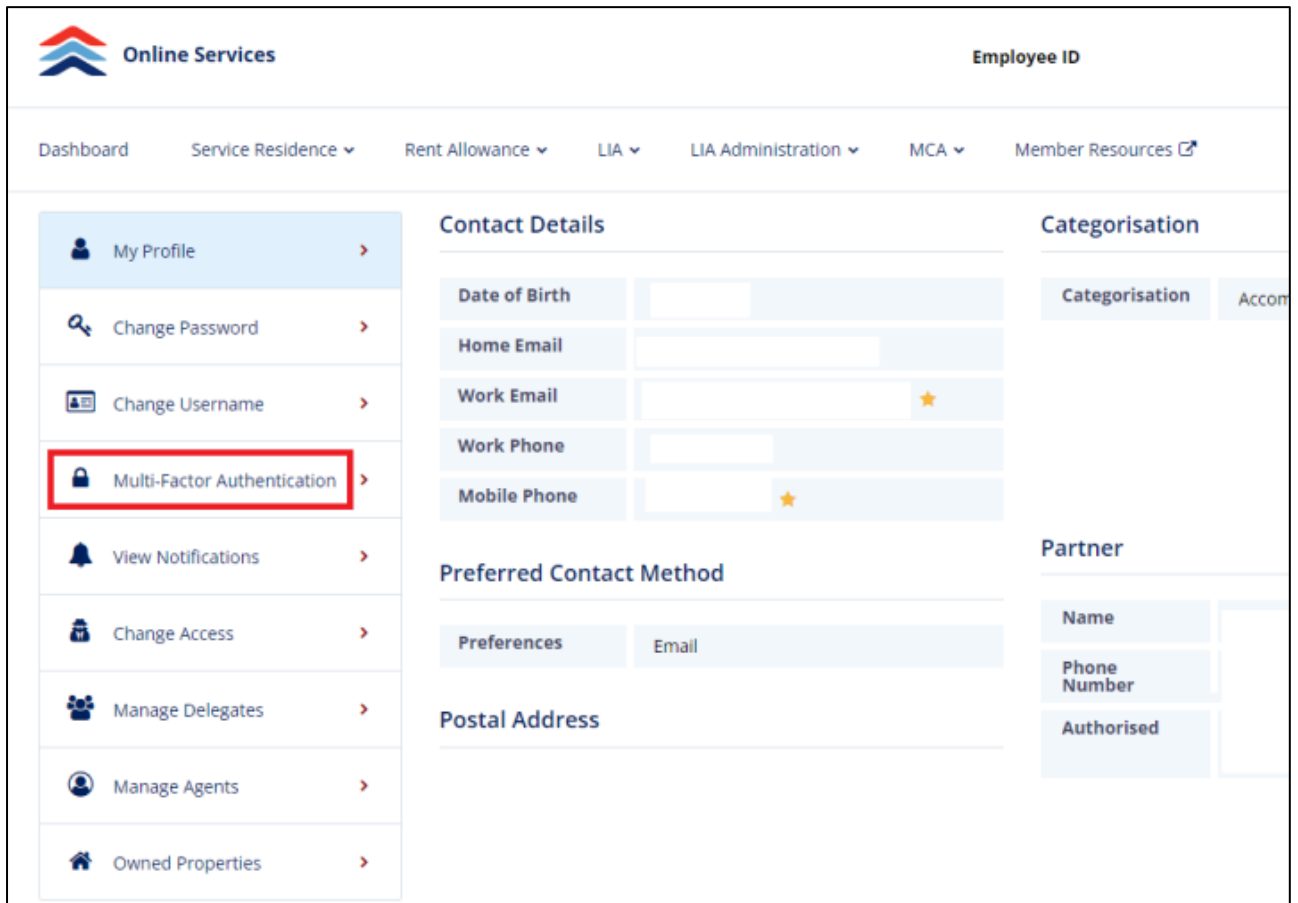 Online Services
Employee ID
Dashboard Service Residence Rent Allowance LIA LIA Administration MCA Member Resources
My Profile
Change Password
Change Username
Multi-Factor Authentication
View Notifications
Change Access
Manage Delegates
Manage Agents
Owned Properties
Contact Details
Date of Birth
Home Email
Work Email
Work Phone
Mobile Phone
Preferred Contact Method
Preferences Email
Postal Address
Categorisation
Categorisation Accom
Partner
Name
Phone
Number
Authorised